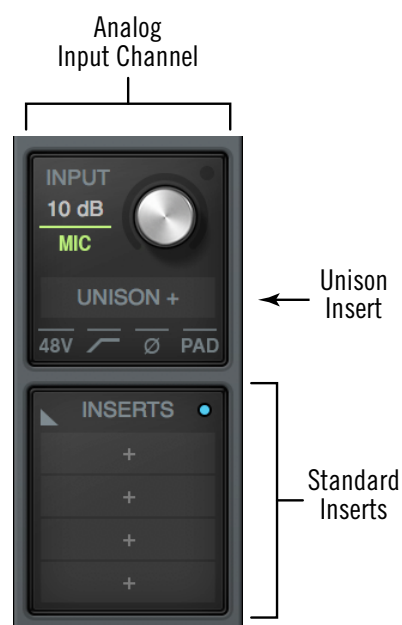 Analog
Input Channel
INPUT
10 dB
MIC
UNISON +
Unison
Insert
48V Ø PAD
INSERTS
+
+
+
+
Standard
Inserts